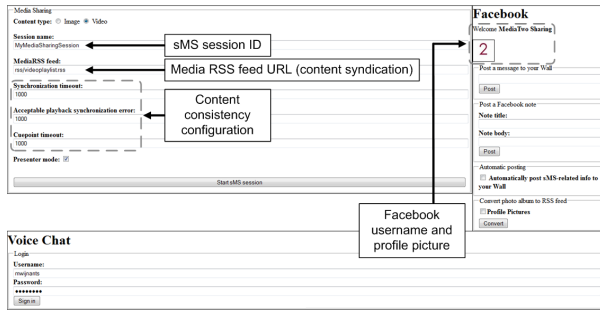 Media Sharing
Content type: Image Video
Session name:
MyMediaSharingSession
sMS session ID
MediaRSS feed:
rss/videoplaylist.rss
Media RSS feed URL (content syndication)
Synchronization timeout:
1000
Acceptable playback synchronization error:
1000
Cuepoint timeout:
1000
Content
consistency
configuration
Presenter mode:
Start sMS session
Facebook
Welcome MediaTwo Sharing
2
Post a message to your Wall
Post
Post a Facebook note
Note title:
Note body:
Post
Automatic posting
Automatically post sMS-related info to
your Wall
Convert photo album to RSS feed
Profile Pictures
Convert
Facebook
username and
profile picture
Voice Chat
Login
Username:
mwijnants
Password:
Sign in